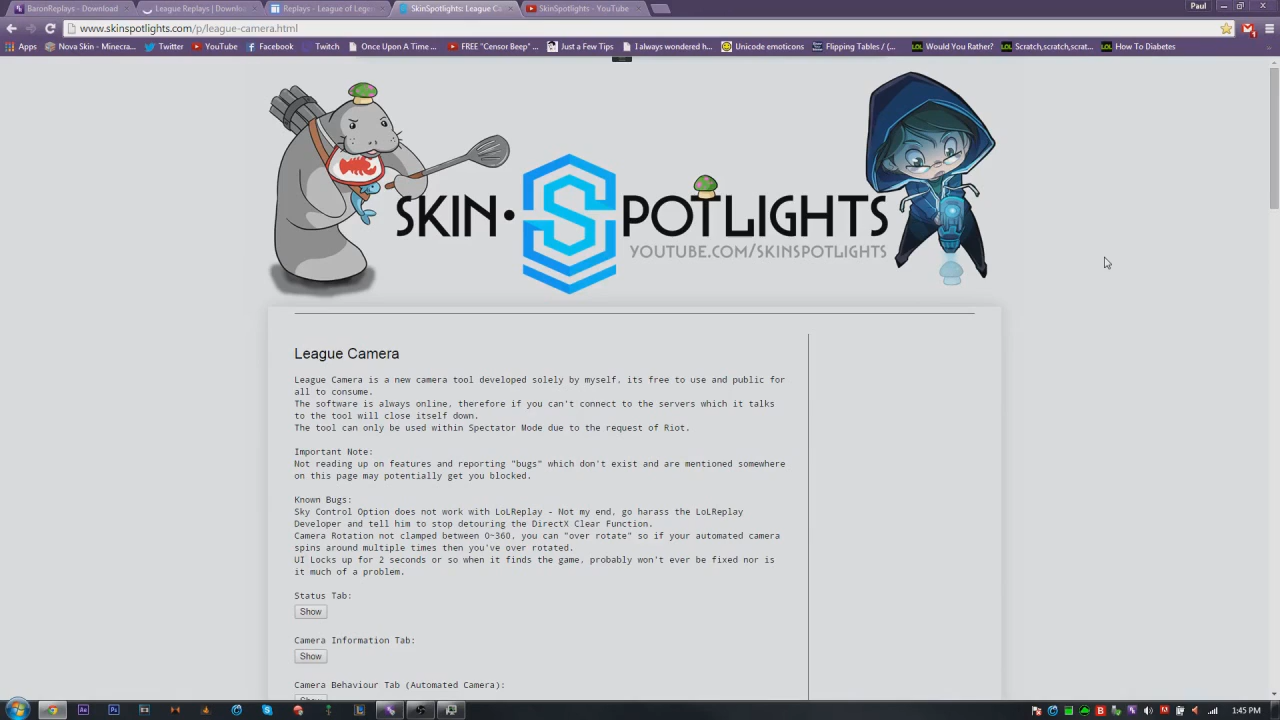 BaronReplays - Download
League Replays | Downlo
Replays - League of Lege
SkinSpotlights: League Ca
SkinSpotlights - YouTube
Paul
www.skinspotlights.com/p/league-camera.html
Apps
Nova Skin - Minecra...
Twitter
YouTube
Facebook
Twitch
Once Upon A Time ...
FREE "Censor Beep" ...
Just a Few Tips
I always wondered h...
Unicode emoticons
Flipping Tables / (...
Would You Rather?
Scratch,scratch,scrat...
How To Diabetes
SKIN·SPOTLIGHTS
YOUTUBE.COM/SKINSPOTLIGHTS
League Camera
League Camera is a new camera tool developed solely by myself, its free to use and public for
all to consume.
The software is always online, therefore if you can't connect to the servers which it talks
to the tool will close itself down.
The tool can only be used within Spectator Mode due to the request of Riot.
Important Note:
Not reading up on features and reporting "bugs" which don't exist and are mentioned somewhere
on this page may potentially get you blocked.
Known Bugs:
Sky Control Option does not work with LoLReplay - Not my end, go harass the LoLReplay
Developer and tell him to stop detouring the DirectX Clear Function.
Camera Rotation not clamped between 0~360, you can "over rotate" so if your automated camera
spins around multiple times then you've over rotated.
UI Locks up for 2 seconds or so when it finds the game, probably won't ever be fixed nor is
it much of a problem.
Status Tab:
Show
Camera Information Tab:
Show
Camera Behaviour Tab (Automated Camera):
Show
1:45 PM